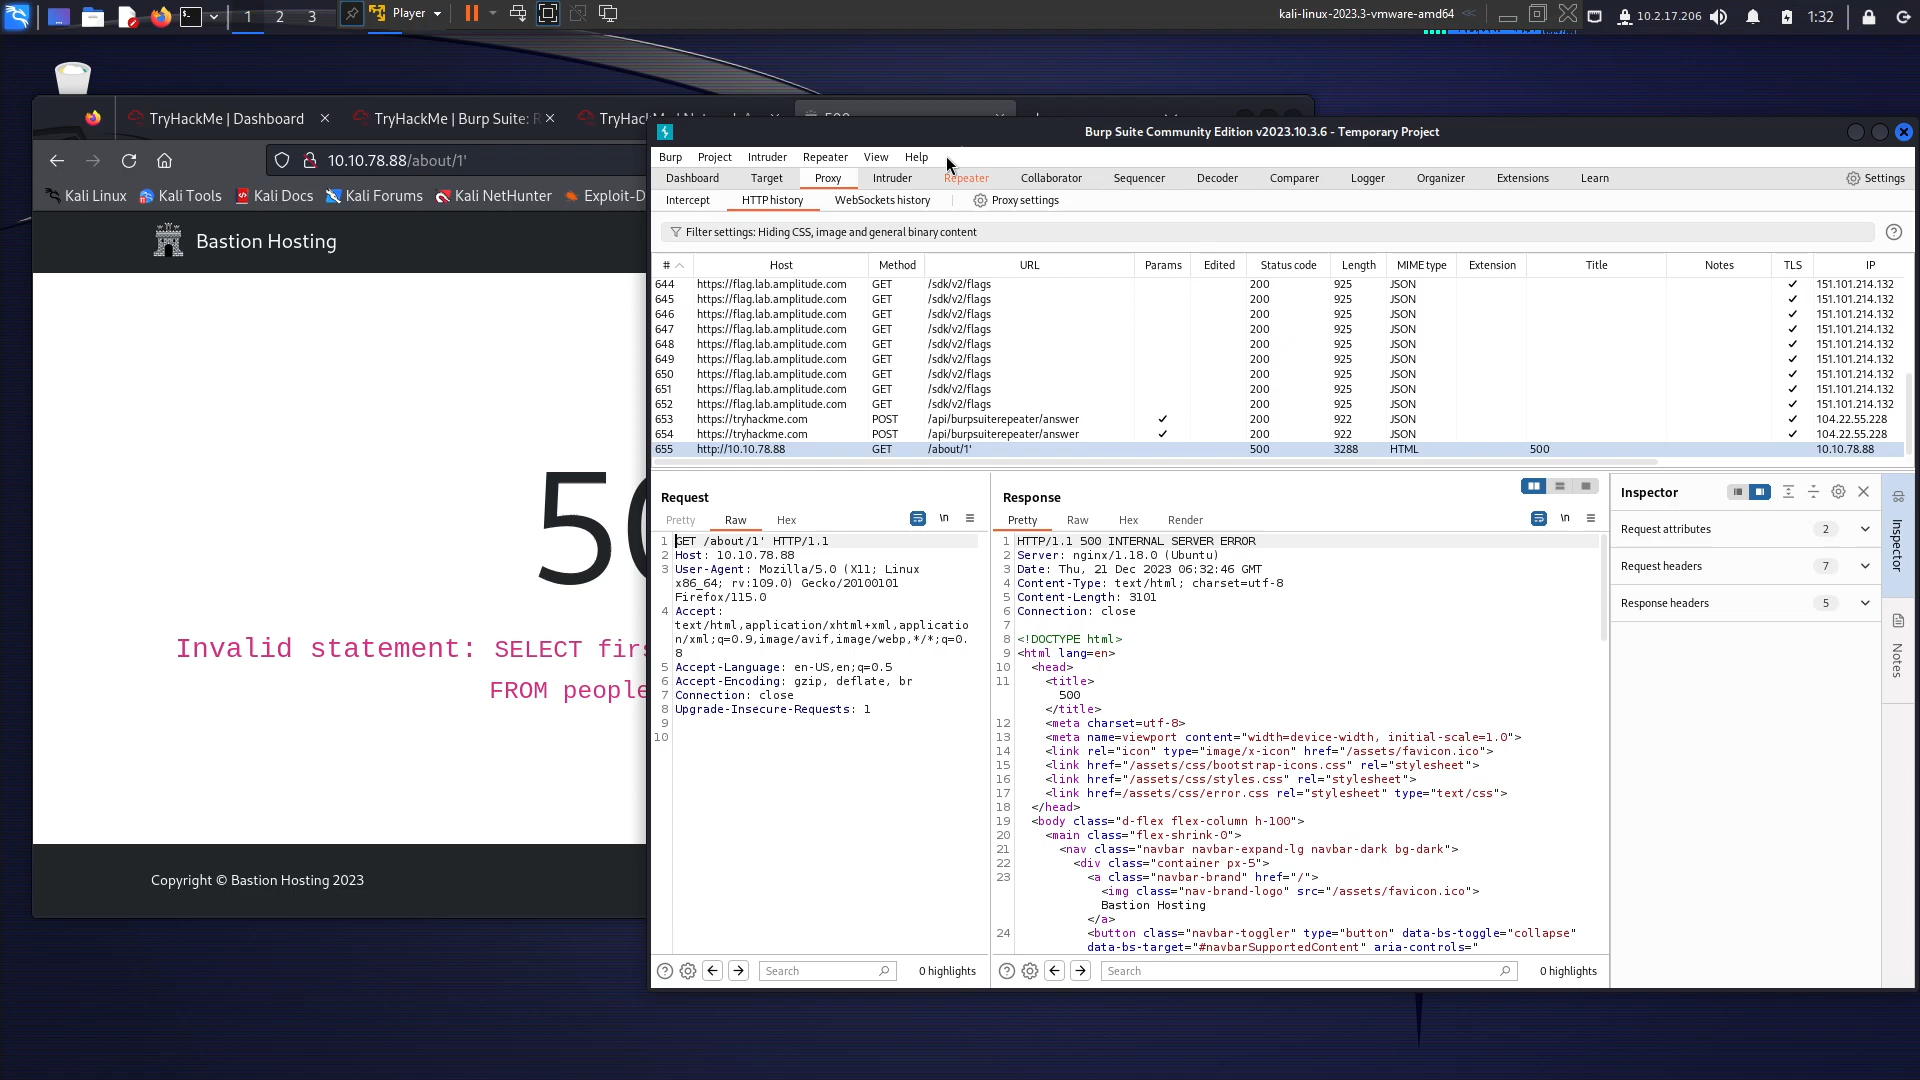 1 2 3 Player kali-linux-2023.3-vmware-amd64 10.2.17.206 1:32
TryHackMe | Dashboard TryHackMe | Burp Suite: R
Burp Suite Community Edition v2023.10.3.6 - Temporary Project
10.10.78.88/about/1'
Kali Linux Kali Tools Kali Docs Kali Forums Kali NetHunter Exploit-D
Bastion Hosting
Invalid statement: SELECT firs
FROM people
Copyright © Bastion Hosting 2023
Burp Project Intruder Repeater View Help
Dashboard Target Proxy Intruder Repeater Collaborator Sequencer Decoder Comparer Logger Organizer Extensions Learn Settings
Intercept HTTP history WebSockets history Proxy settings
Filter settings: Hiding CSS, image and general binary content
# Host Method URL Params Edited Status code Length MIME type Extension Title Notes TLS IP
644 https://flag.lab.amplitude.com GET /sdk/v2/flags 200 925 JSON ✓ 151.101.214.132
645 https://flag.lab.amplitude.com GET /sdk/v2/flags 200 925 JSON ✓ 151.101.214.132
646 https://flag.lab.amplitude.com GET /sdk/v2/flags 200 925 JSON ✓ 151.101.214.132
647 https://flag.lab.amplitude.com GET /sdk/v2/flags 200 925 JSON ✓ 151.101.214.132
648 https://flag.lab.amplitude.com GET /sdk/v2/flags 200 925 JSON ✓ 151.101.214.132
649 https://flag.lab.amplitude.com GET /sdk/v2/flags 200 925 JSON ✓ 151.101.214.132
650 https://flag.lab.amplitude.com GET /sdk/v2/flags 200 925 JSON ✓ 151.101.214.132
651 https://flag.lab.amplitude.com GET /sdk/v2/flags 200 925 JSON ✓ 151.101.214.132
652 https://flag.lab.amplitude.com GET /sdk/v2/flags 200 925 JSON ✓ 151.101.214.132
653 https://tryhackme.com POST /api/burpsuiterepeater/answer ✓ 200 922 JSON ✓ 104.22.55.228
654 https://tryhackme.com POST /api/burpsuiterepeater/answer ✓ 200 922 JSON ✓ 104.22.55.228
655 http://10.10.78.88 GET /about/1' 500 3288 HTML 500 10.10.78.88
Request
Pretty Raw Hex \n
1 GET /about/1' HTTP/1.1
2 Host: 10.10.78.88
3 User-Agent: Mozilla/5.0 (X11; Linux
x86_64; rv:109.0) Gecko/20100101
Firefox/115.0
4 Accept:
text/html,application/xhtml+xml,applicatio
n/xml;q=0.9,image/avif,image/webp,*/*;q=0.
8
5 Accept-Language: en-US,en;q=0.5
6 Accept-Encoding: gzip, deflate, br
7 Connection: close
8 Upgrade-Insecure-Requests: 1
9
10
Search 0 highlights
Response
Pretty Raw Hex Render \n
1 HTTP/1.1 500 INTERNAL SERVER ERROR
2 Server: nginx/1.18.0 (Ubuntu)
3 Date: Thu, 21 Dec 2023 06:32:46 GMT
4 Content-Type: text/html; charset=utf-8
5 Content-Length: 3101
6 Connection: close
7
8 <!DOCTYPE html>
9 <html lang=en>
10 <head>
11 <title>
500
</title>
12 <meta charset=utf-8>
13 <meta name=viewport content="width=device-width, initial-scale=1.0">
14 <link rel="icon" type="image/x-icon" href="/assets/favicon.ico">
15 <link href="/assets/css/bootstrap-icons.css" rel="stylesheet">
16 <link href="/assets/css/styles.css" rel="stylesheet">
17 <link href=/assets/css/error.css rel="stylesheet" type="text/css">
18 </head>
19 <body class="d-flex flex-column h-100">
20 <main class="flex-shrink-0">
21 <nav class="navbar navbar-expand-lg navbar-dark bg-dark">
22 <div class="container px-5">
23 <a class="navbar-brand" href="/">
<img class="nav-brand-logo" src="/assets/favicon.ico">
Bastion Hosting
</a>
24 <button class="navbar-toggler" type="button" data-bs-toggle="collapse"
data-bs-target="#navbarSupportedContent" aria-controls="
Search 0 highlights
Inspector
Request attributes 2
Request headers 7
Response headers 5
Inspector
Notes